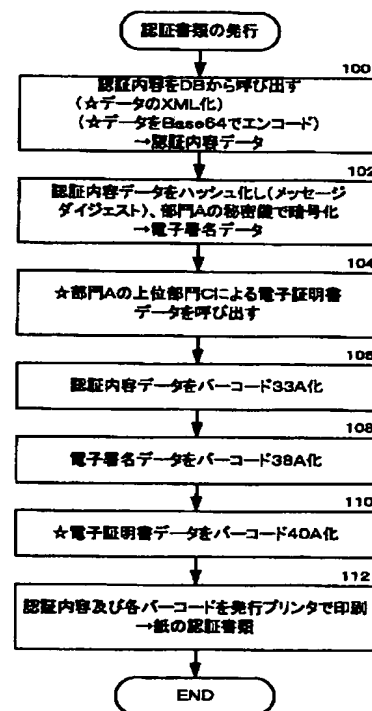 認証書類の発行
100
認証内容をDBから呼び出す
(☆データのXML化)
(☆データをBase64でエンコード)
→認証内容データ
102
認証内容データをハッシュ化し(メッセージ
ダイジェスト)、部門Aの秘密鍵で暗号化
→電子署名データ
104
☆部門Aの上位部門Cによる電子証明書
データを呼び出す
106
認証内容データをバーコード33A化
108
電子署名データをバーコード38A化
110
☆電子証明書データをバーコード40A化
112
認証内容及び各バーコードを発行プリンタで印刷
→紙の認証書類
END